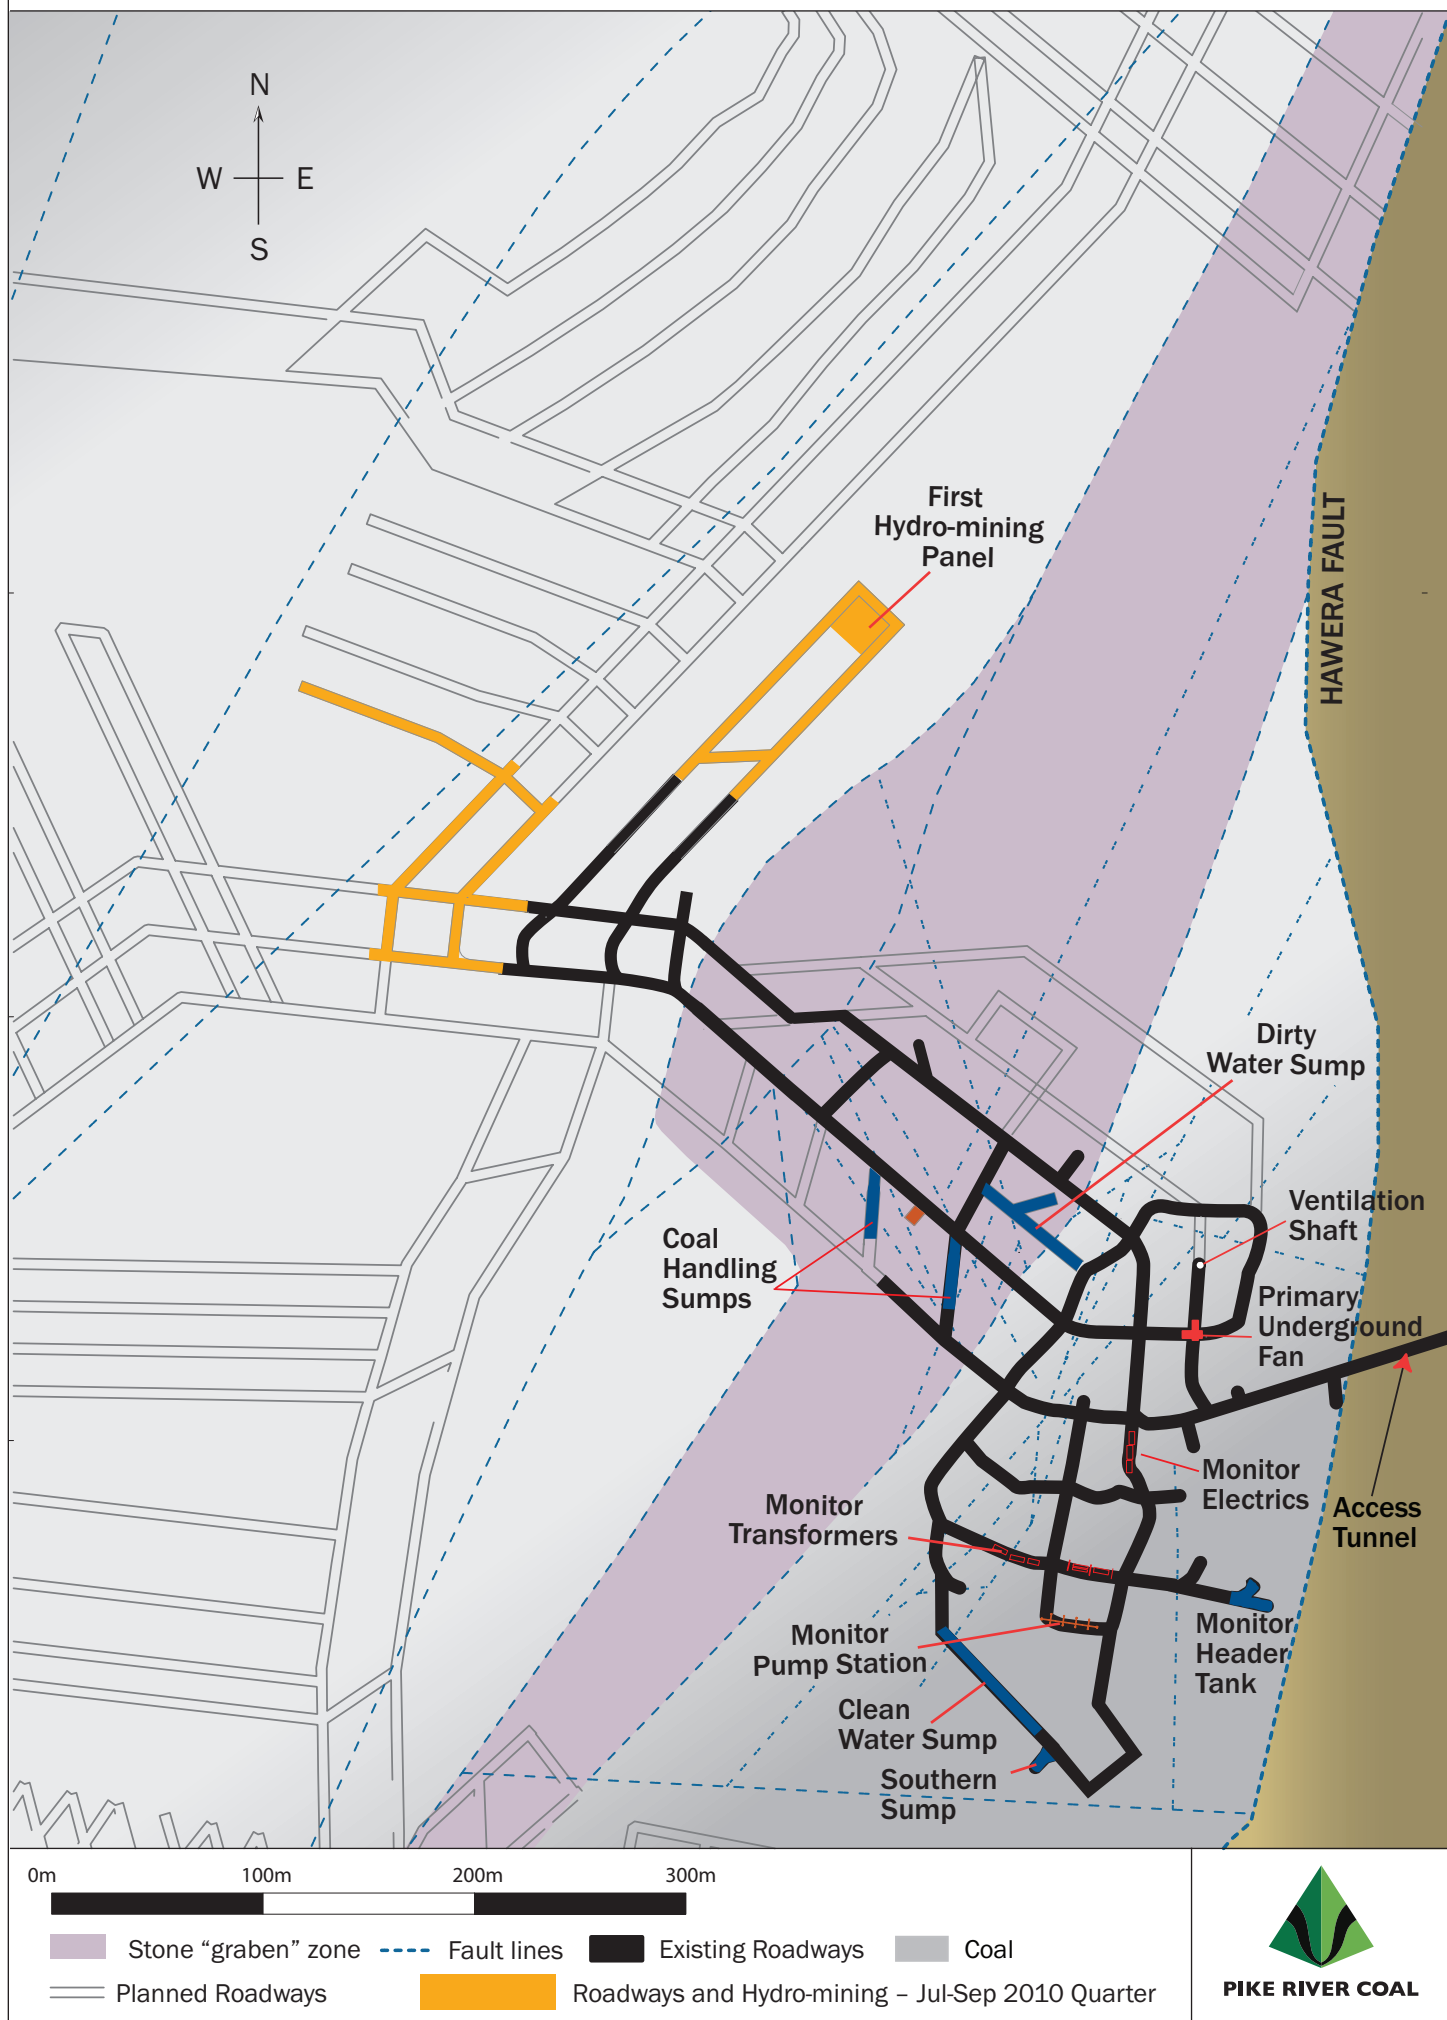 N
W E
S
First
Hydro-mining
Panel
HAWERA FAULT
Dirty
Water Sump
Ventilation
Shaft
Coal
Handling
Sumps
Primary
Underground
Fan
Monitor
Electrics
Access
Tunnel
Monitor
Transformers
Monitor
Header
Tank
Monitor
Pump Station
Clean
Water Sump
Southern
Sump
0m 100m 200m 300m
Stone “graben” zone Fault lines Existing Roadways Coal
Planned Roadways Roadways and Hydro-mining – Jul-Sep 2010 Quarter
PIKE RIVER COAL